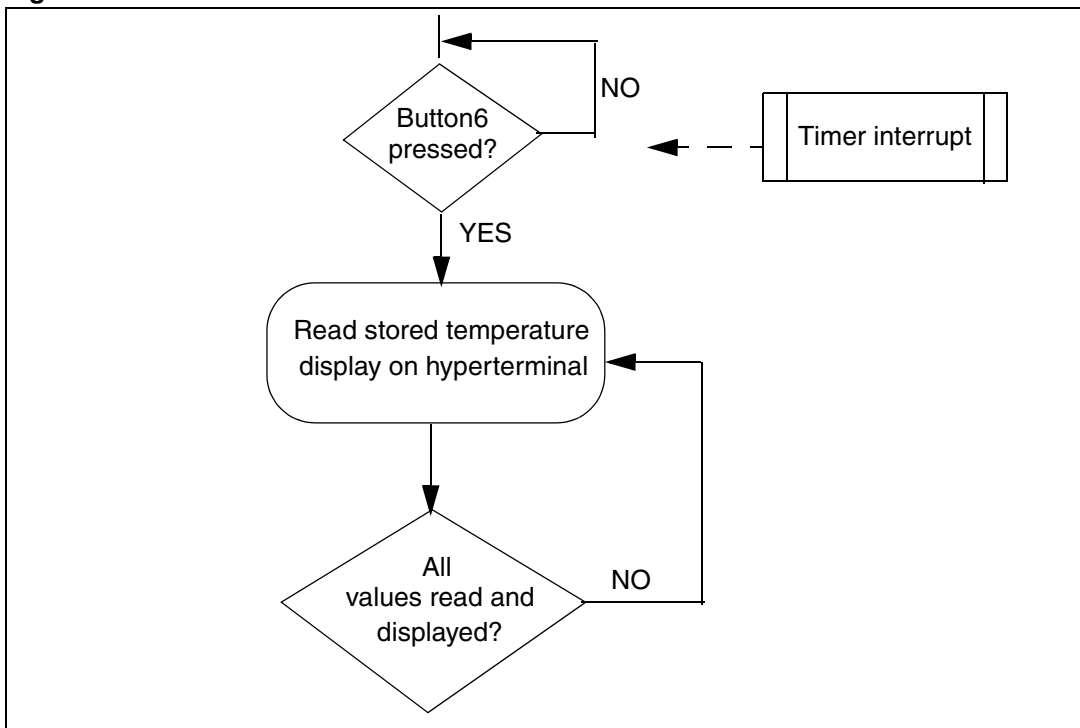 NO
Button6
pressed?
Timer interrupt
YES
Read stored temperature
display on hyperterminal
All
values read and
displayed?
NO